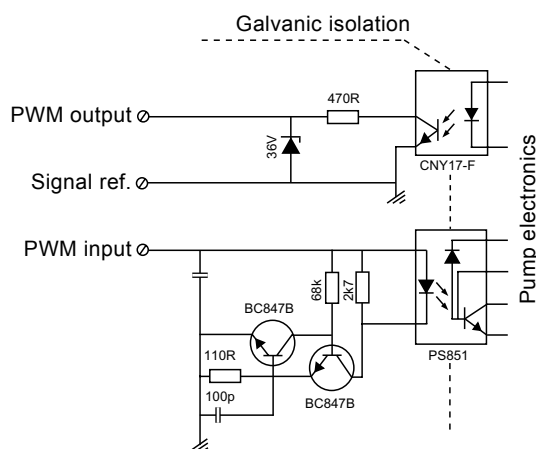 Galvanic isolation
470R
PWM output
36V
CNY17-F
Signal ref.
Pump electronics
PWM input
68k
2k7
BC847B
PS851
110R
100p
BC847B